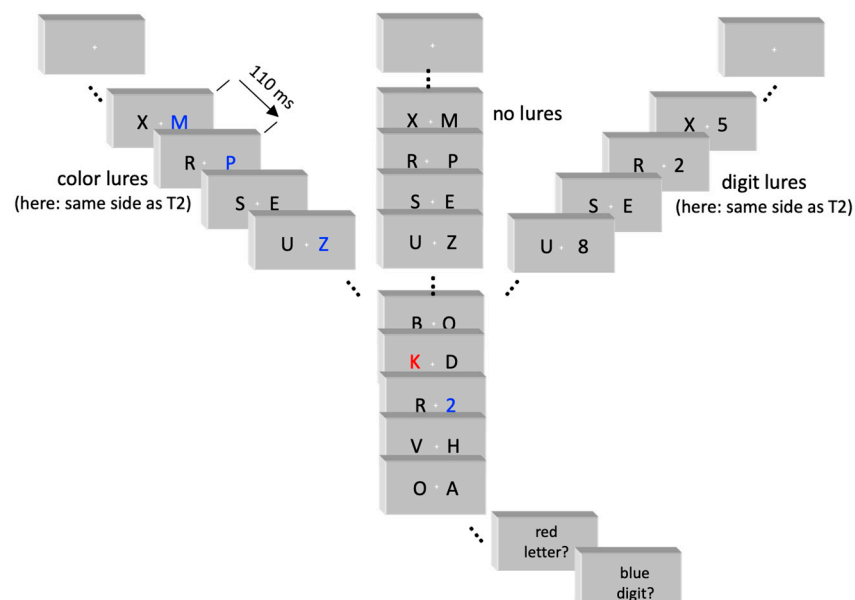 110 ms
X M
R P
S E
U Z
color lures
(here: same side as T2)
X M
R P
S E
U Z
no lures
X 5
R 2
S E
U 8
digit lures
(here: same side as T2)
B Q
K D
R 2
V H
O A
red
letter?
blue
digit?